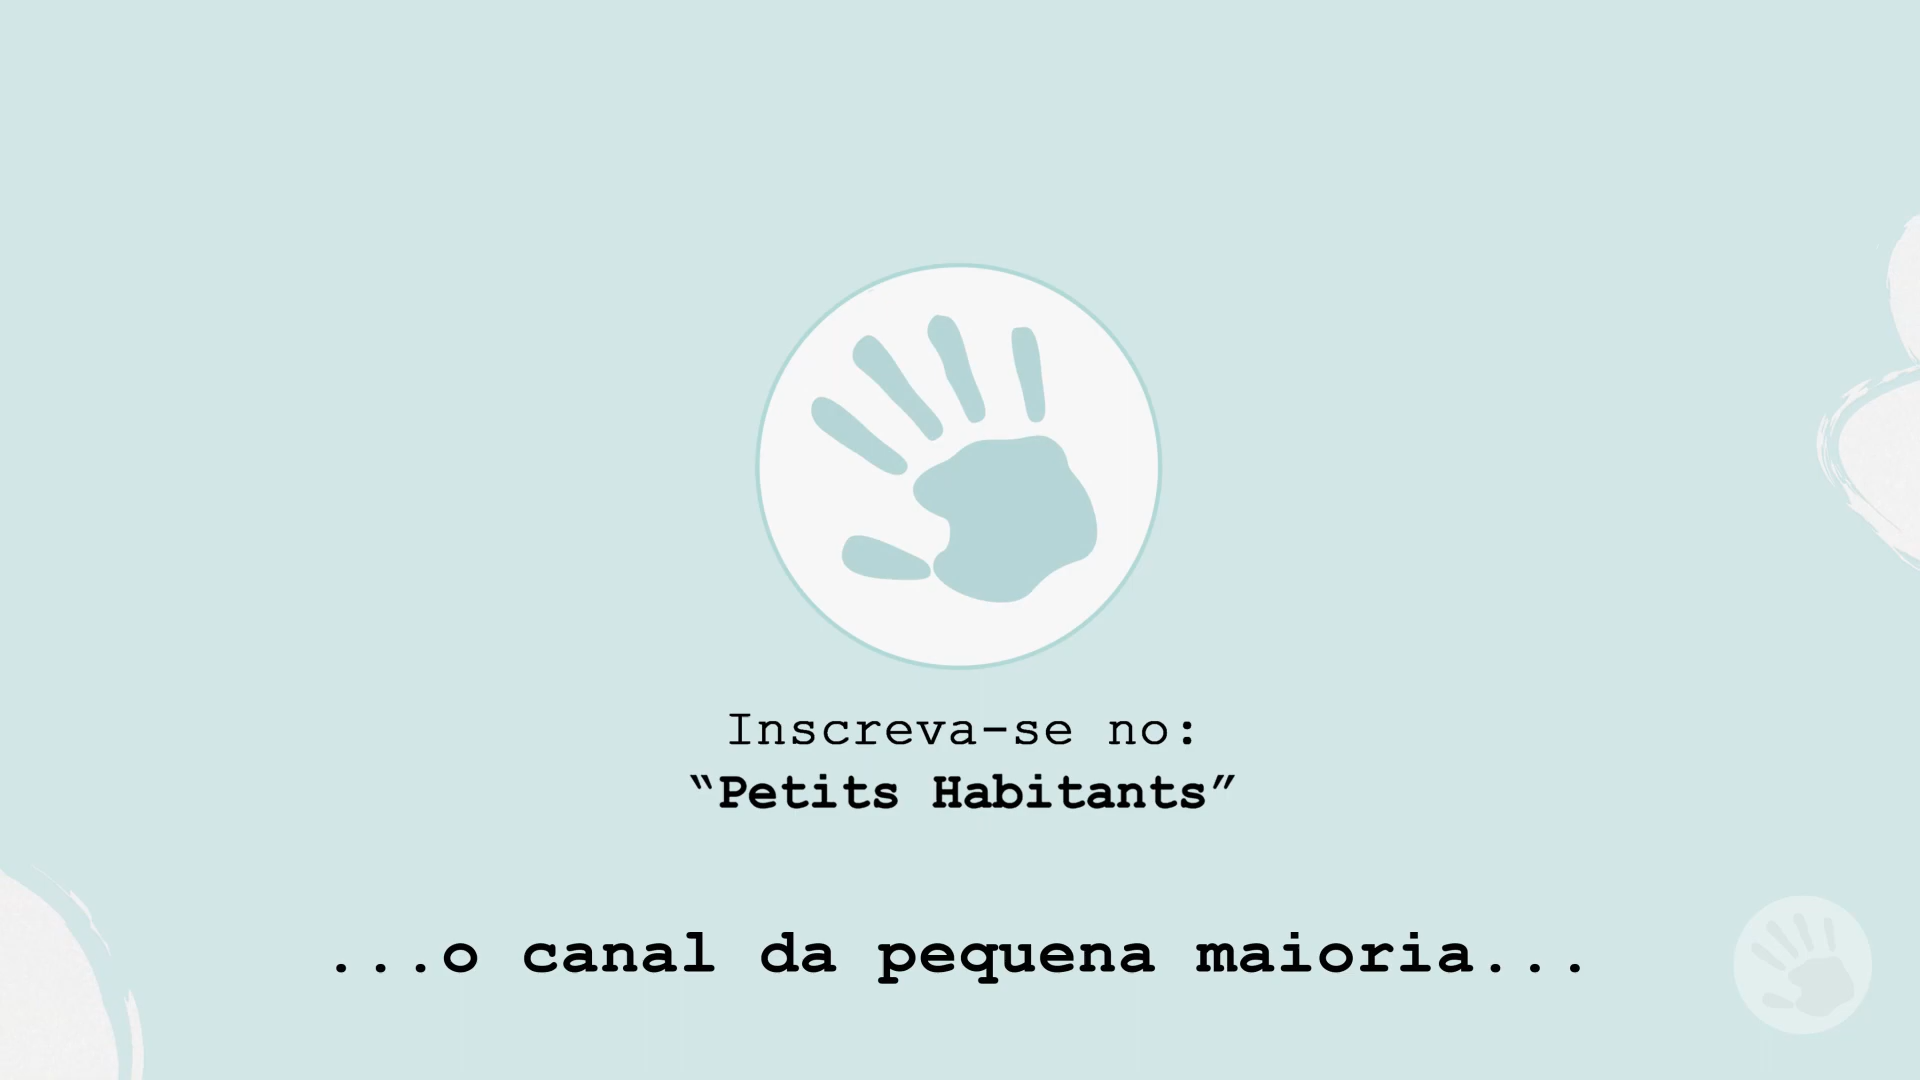 Inscreva-se no:
“Petits Habitants”
...o canal da pequena maioria...